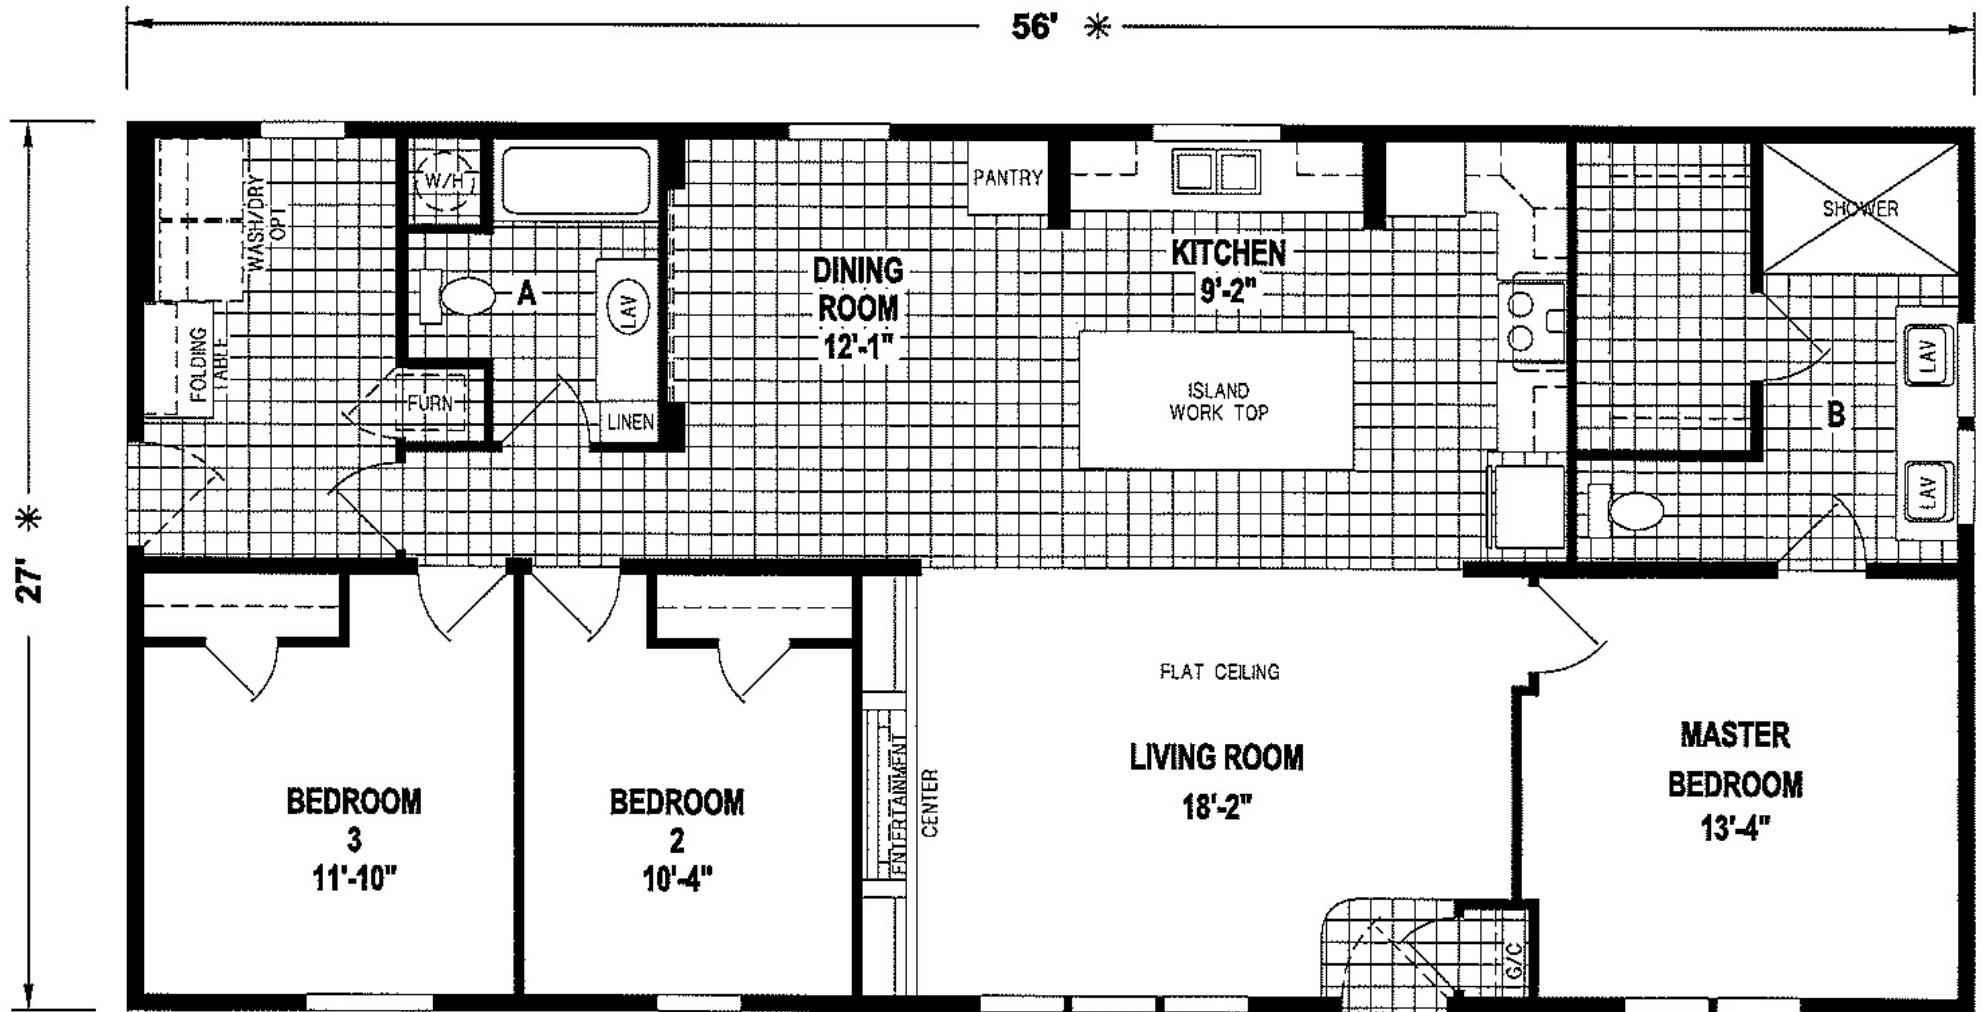 56' *
27' *
WASH/DRY
OPT
W/H
A
LAV
FOLDING
TABLE
FURN
LINEN
DINING
ROOM
12'-1"
PANTRY
KITCHEN
9'-2"
ISLAND
WORK TOP
SHOWER
LAV
B
LAV
BEDROOM
3
11'-10"
BEDROOM
2
10'-4"
ENTERTAINMENT
CENTER
FLAT CEILING
LIVING ROOM
18'-2"
G/C
MASTER
BEDROOM
13'-4"